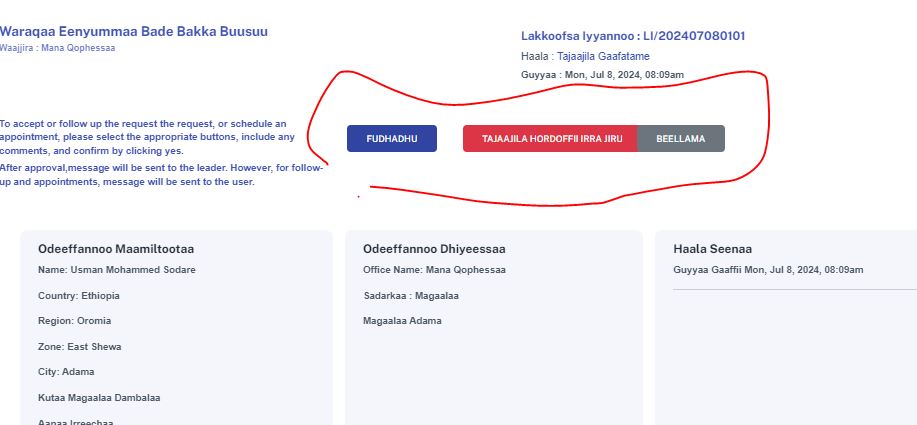 Waraqaa Eenyummaa Bade Bakka Buusuu
Waajjira : Mana Qophessaa
Lakkoofsa Iyyannoo : LI/202407080101
Haala : Tajaajila Gaafatame
Guyyaa : Mon, Jul 8, 2024, 08:09am
To accept or follow up the request the request, or schedule an
appointment, please select the appropriate buttons, include any
comments, and confirm by clicking yes.
After approval,message will be sent to the leader. However, for follow-
up and appointments, message will be sent to the user.
FUDHADHU
TAJAAJILA HORDOFFII IRRA JIRU
BEELLAMA
Odeeffannoo Maamiltootaa
Name: Usman Mohammed Sodare
Country: Ethiopia
Region: Oromia
Zone: East Shewa
City: Adama
Kutaa Magaalaa Dambalaa
Aanaa Irreechaa
Odeeffannoo Dhiyeessaa
Office Name: Mana Qophessaa
Sadarkaa : Magaalaa
Magaalaa Adama
Haala Seenaa
Guyyaa Gaaffii Mon, Jul 8, 2024, 08:09am